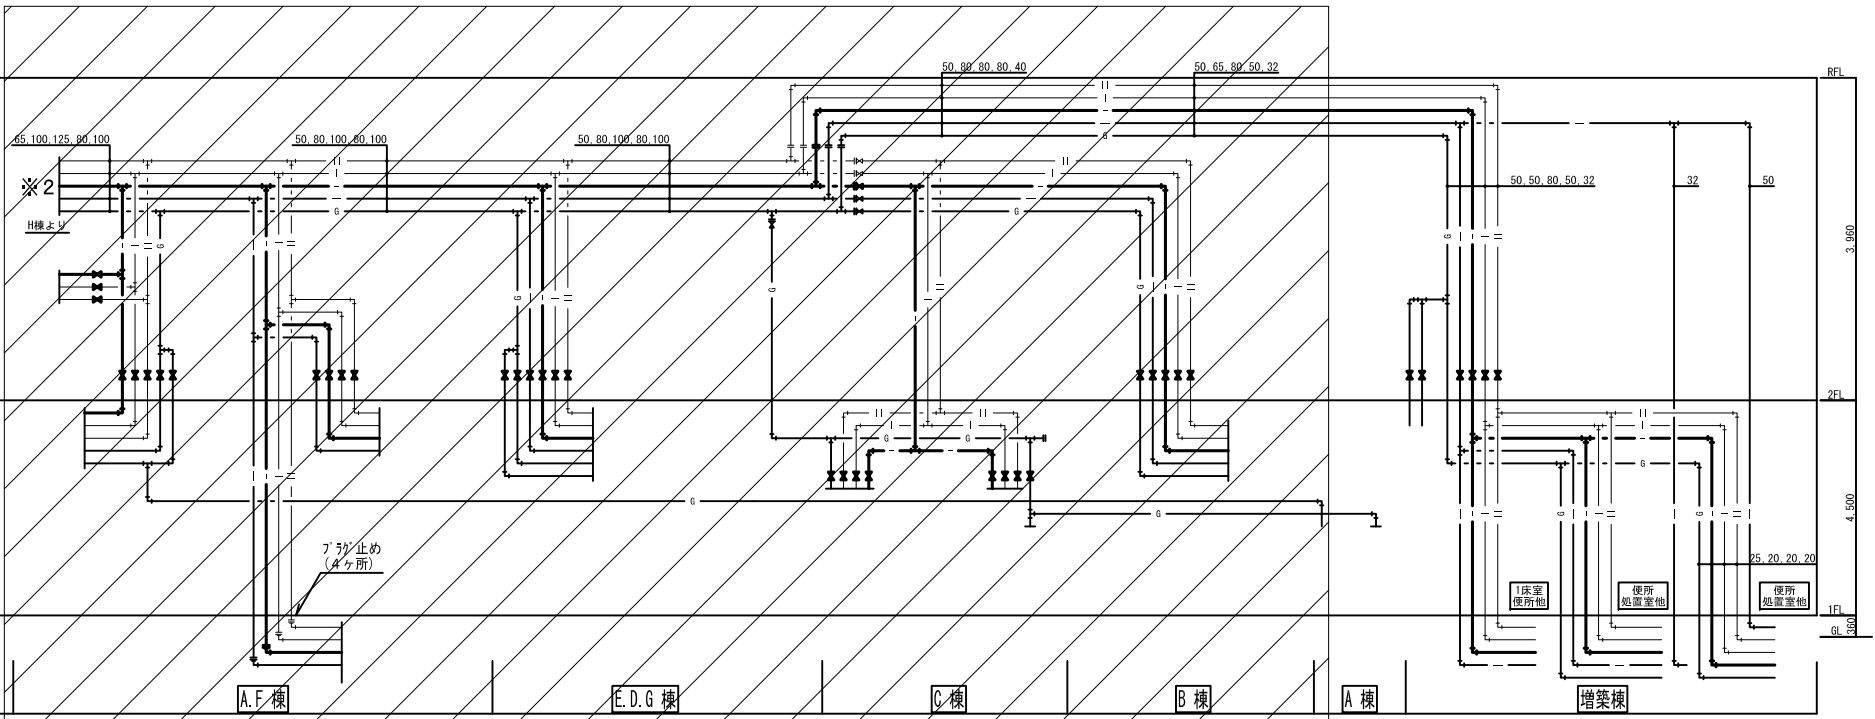 50,80,80,80,40
50,65,80,50,32
RFL
65,100,125,80,100
50,80,100,80,100
50,80,100,80,100
G
※2
50,50,80,50,32
32
50
G
G
H棟より
G
G
3,960
G
G
G
G
2FL
G
G
G
G
G
G
G
4,500
プラグ止め
(4ヶ所)
25,20,20,20
1床室
便所他
便所
処置室他
便所
処置室他
1FL
360
GL
A.F 棟
E.D.G 棟
C 棟
B 棟
A 棟
増築棟